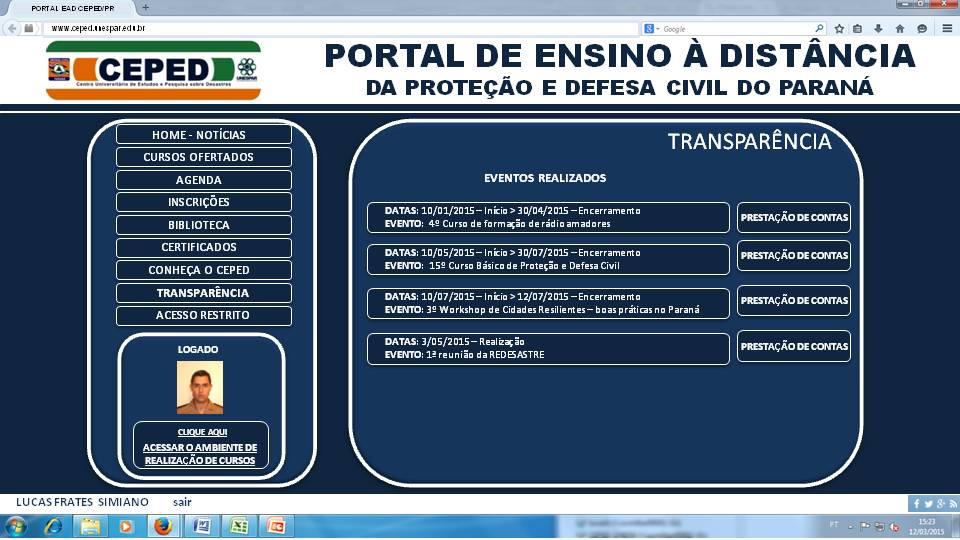 PORTAL EAD CEPED/PR
www.ceped.unespar.edu.br
Google
CEPED
Centro Universitário de Estudos e Pesquisa sobre Desastres
UNESPAR
PORTAL DE ENSINO À DISTÂNCIA
DA PROTEÇÃO E DEFESA CIVIL DO PARANÁ
HOME - NOTÍCIAS
CURSOS OFERTADOS
AGENDA
INSCRIÇÕES
BIBLIOTECA
CERTIFICADOS
CONHEÇA O CEPED
TRANSPARÊNCIA
ACESSO RESTRITO
LOGADO
CLIQUE AQUI
ACESSAR O AMBIENTE DE
REALIZAÇÃO DE CURSOS
TRANSPARÊNCIA
EVENTOS REALIZADOS
DATAS: 10/01/2015 – Início > 30/04/2015 – Encerramento
EVENTO: 4º Curso de formação de rádio amadores
PRESTAÇÃO DE CONTAS
DATAS: 10/05/2015 – Início > 30/07/2015 – Encerramento
EVENTO: 15º Curso Básico de Proteção e Defesa Civil
PRESTAÇÃO DE CONTAS
DATAS: 10/07/2015 – Início > 12/07/2015 – Encerramento
EVENTO: 3º Workshop de Cidades Resilientes – boas práticas no Paraná
PRESTAÇÃO DE CONTAS
DATAS: 3/05/2015 – Realização
EVENTO: 1ª reunião da REDESASTRE
PRESTAÇÃO DE CONTAS
LUCAS FRATES SIMIANO sair
PT
15:23
12/03/2015